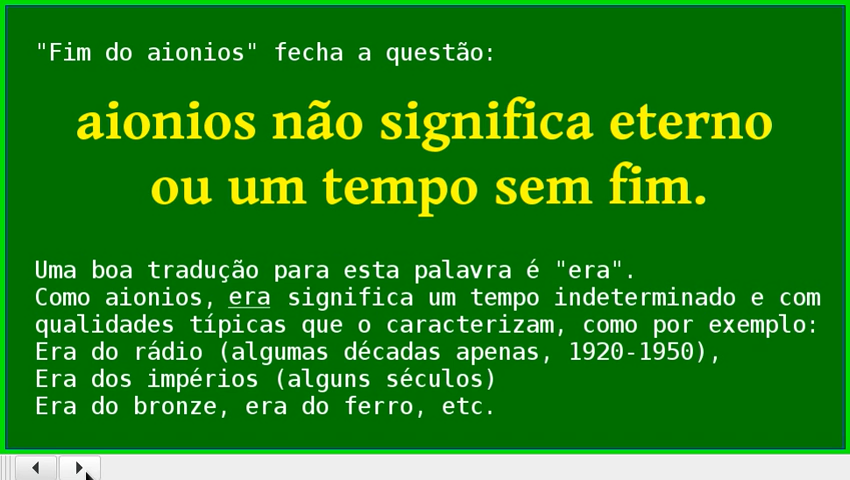 "Fim do aionios" fecha a questão:
aionios não significa eterno
ou um tempo sem fim.
Uma boa tradução para esta palavra é "era".
Como aionios, era significa um tempo indeterminado e com
qualidades típicas que o caracterizam, como por exemplo:
Era do rádio (algumas décadas apenas, 1920-1950),
Era dos impérios (alguns séculos)
Era do bronze, era do ferro, etc.